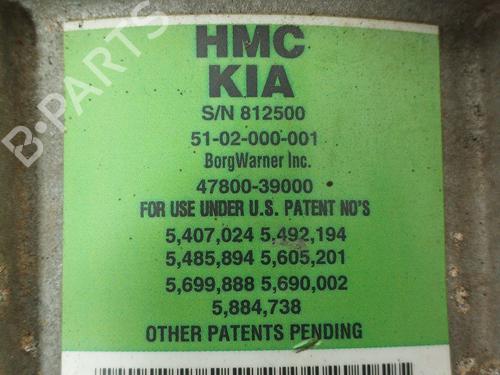 HMC
KIA
S/N 812500
51-02-000-001
BorgWarner Inc.
47800-39000
FOR USE UNDER U.S. PATENT NO'S
5,407,024 5,492,194
5,485,894 5,605,201
5,699,888 5,690,002
5,884,738
OTHER PATENTS PENDING
B-PARTS